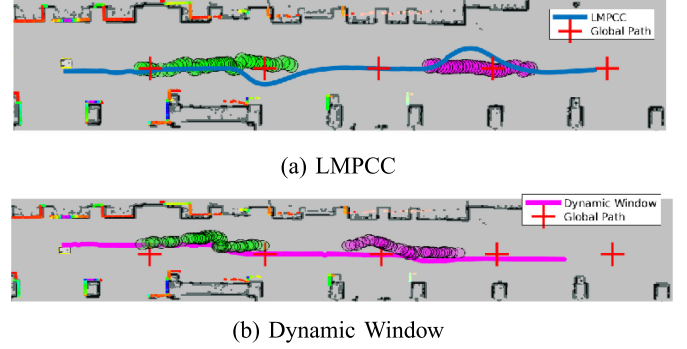 LMPCC
Global Path
(a) LMPCC
Dynamic Window
Global Path
(b) Dynamic Window